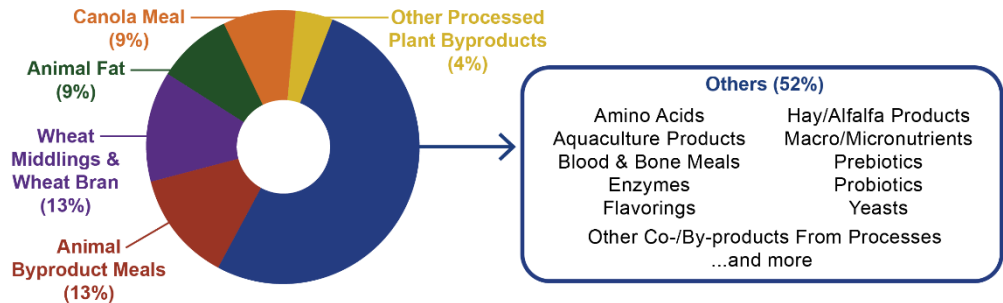 Canola Meal
(9%)
Other Processed
Plant Byproducts
(4%)
Animal Fat
(9%)
Wheat
Middlings &
Wheat Bran
(13%)
Animal
Byproduct Meals
(13%)
Others (52%)
Amino Acids
Aquaculture Products
Blood & Bone Meals
Enzymes
Flavorings
Hay/Alfalfa Products
Macro/Micronutrients
Prebiotics
Probiotics
Yeasts
Other Co-/By-products From Processes
...and more